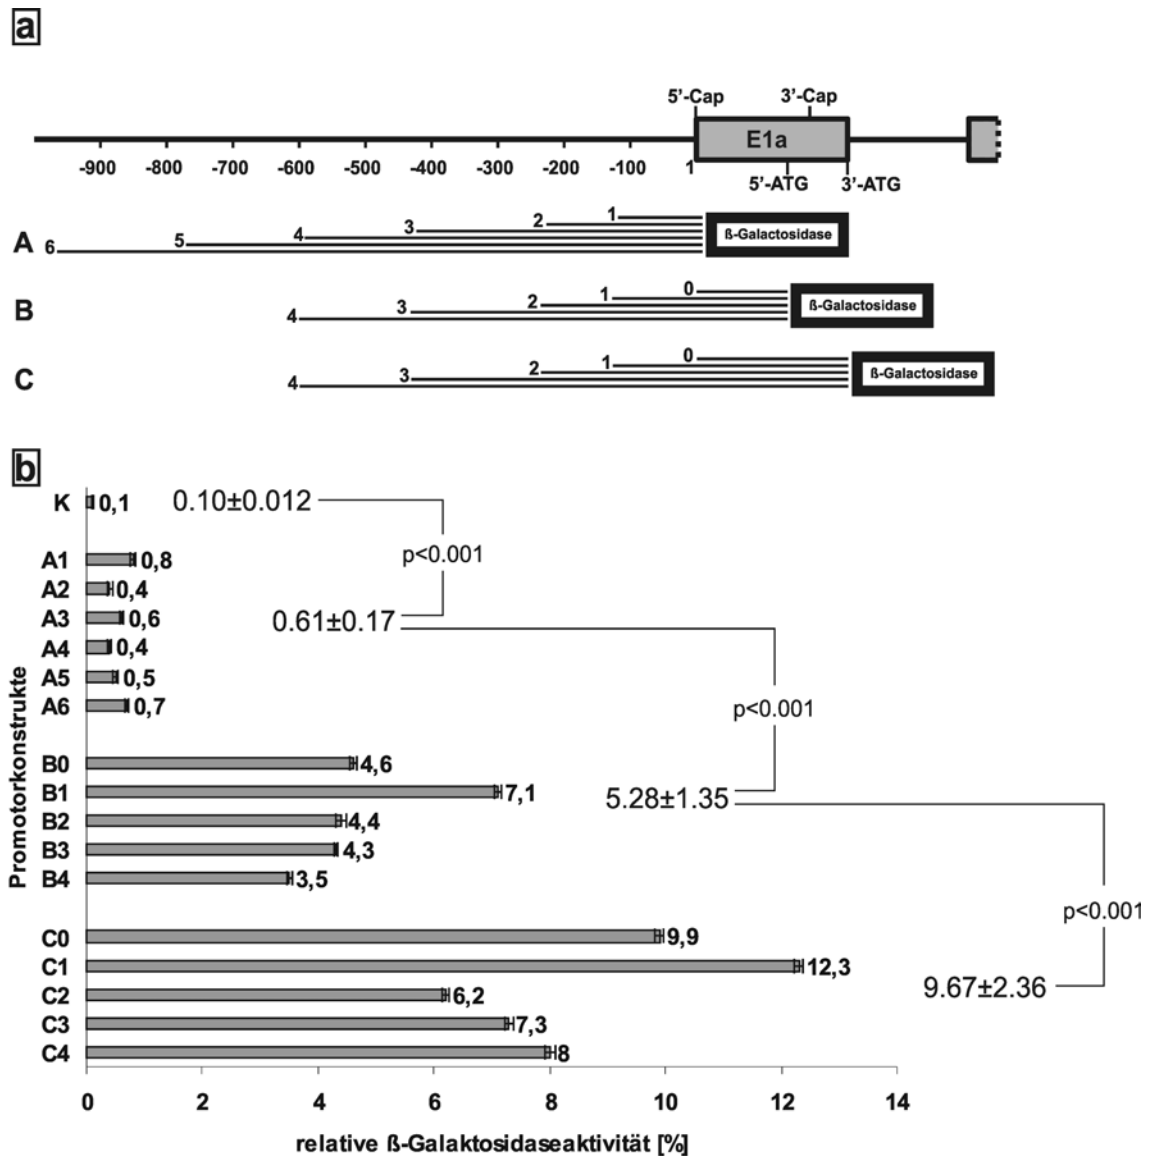 a
5'-Cap 3'-Cap
E1a
-900 -800 -700 -600 -500 -400 -300 -200 -100 1
5'-ATG 3'-ATG
A
1
2
3
4
5
6
ß-Galactosidase
B
0
1
2
3
4
ß-Galactosidase
C
0
1
2
3
4
ß-Galactosidase
b
Promotorkonstrukte
K 0,1 0.10±0.012
p<0.001
A1 0,8
A2 0,4
A3 0,6 0.61±0.17
A4 0,4
A5 0,5
A6 0,7
p<0.001
B0 4,6
B1 7,1 5.28±1.35
B2 4,4
B3 4,3
B4 3,5
p<0.001
C0 9,9
C1 12,3
C2 6,2 9.67±2.36
C3 7,3
C4 8
0 2 4 6 8 10 12 14
relative ß-Galaktosidaseaktivität [%]